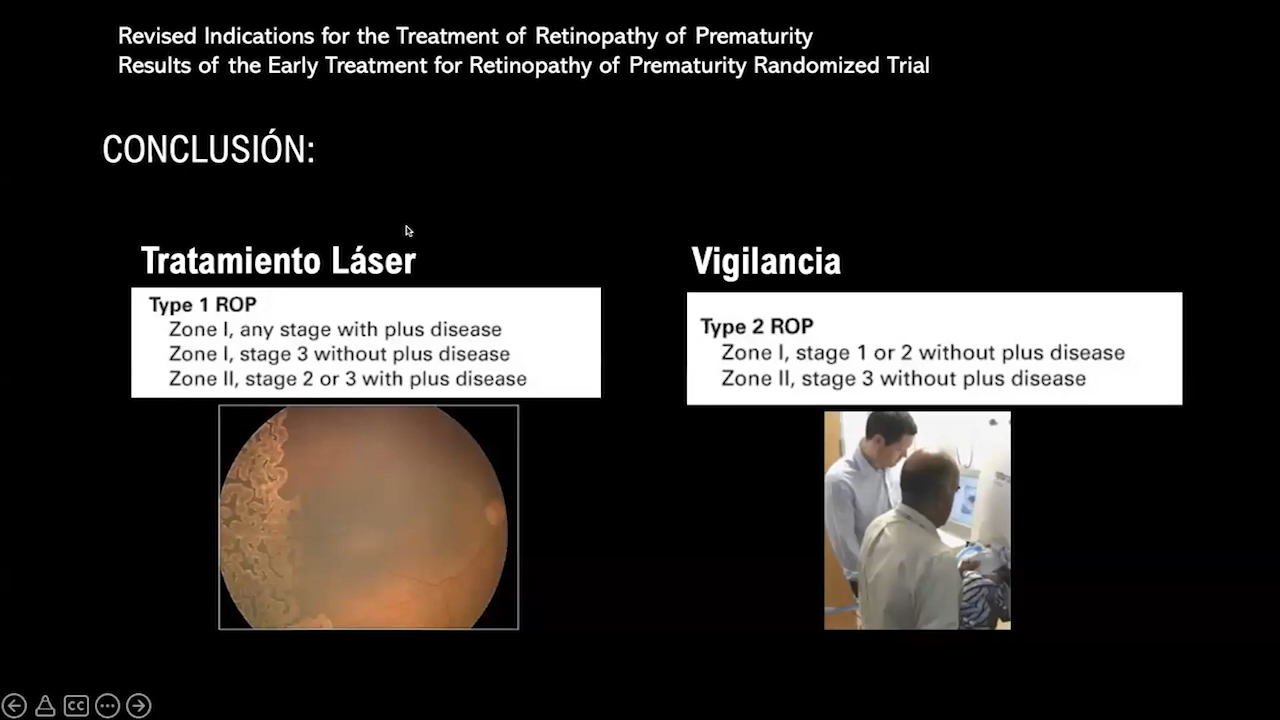 Revised Indications for the Treatment of Retinopathy of Prematurity
Results of the Early Treatment for Retinopathy of Prematurity Randomized Trial
CONCLUSIÓN:
Tratamiento Láser
Type 1 ROP
Zone I, any stage with plus disease
Zone I, stage 3 without plus disease
Zone II, stage 2 or 3 with plus disease
Vigilancia
Type 2 ROP
Zone I, stage 1 or 2 without plus disease
Zone II, stage 3 without plus disease
CC